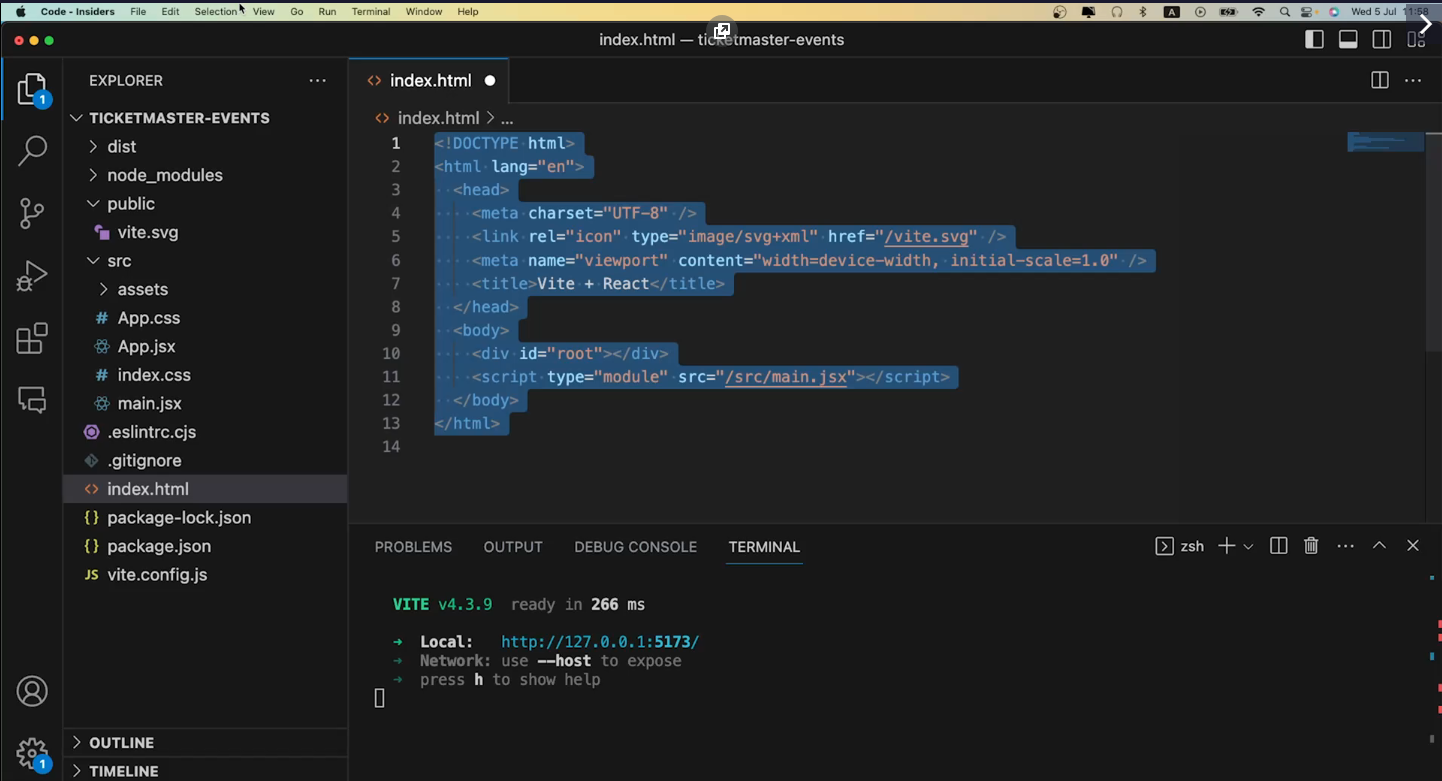 Code - Insiders File Edit Selection View Go Run Terminal Window Help A Wed 5 Jul 11:58
index.html — ticketmaster-events
EXPLORER
1
TICKETMASTER-EVENTS
dist
node_modules
public
vite.svg
src
assets
# App.css
App.jsx
# index.css
main.jsx
.eslintrc.cjs
.gitignore
<> index.html
{} package-lock.json
{} package.json
JS vite.config.js
OUTLINE
TIMELINE
1
<> index.html
<> index.html > ...
1 <!DOCTYPE html>
2 <html lang="en">
3 <head>
4 <meta charset="UTF-8" />
5 <link rel="icon" type="image/svg+xml" href="/vite.svg" />
6 <meta name="viewport" content="width=device-width, initial-scale=1.0" />
7 <title>Vite + React</title>
8 </head>
9 <body>
10 <div id="root"></div>
11 <script type="module" src="/src/main.jsx"></script>
12 </body>
13 </html>
14
PROBLEMS OUTPUT DEBUG CONSOLE TERMINAL zsh
VITE v4.3.9 ready in 266 ms
➜ Local: http://127.0.0.1:5173/
➜ Network: use --host to expose
➜ press h to show help